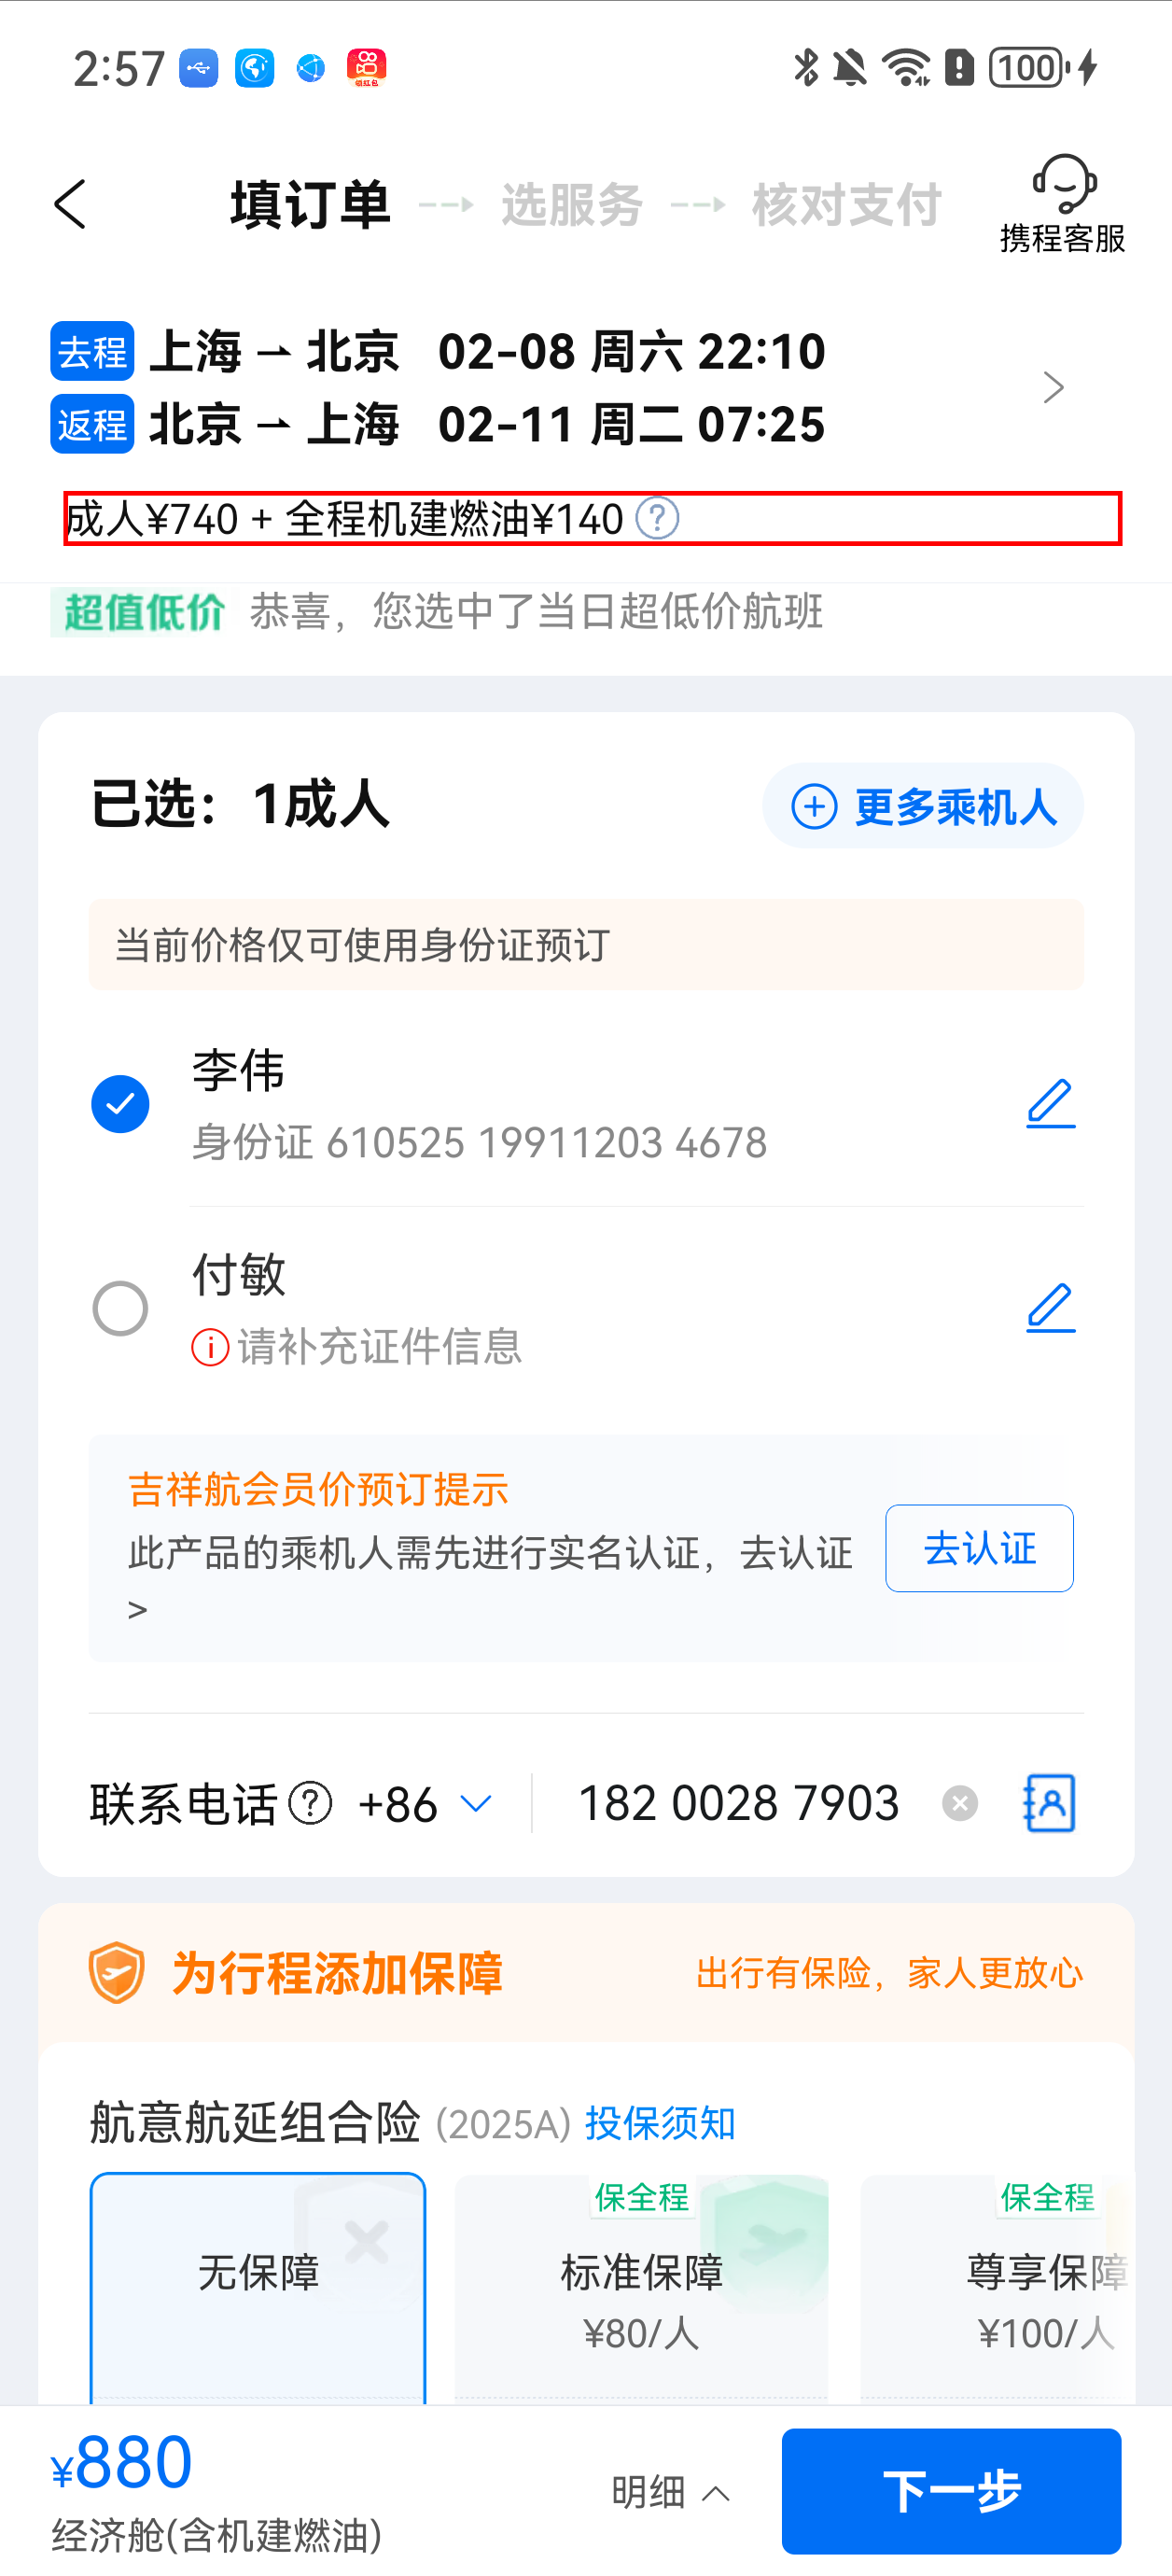 2:57
领红包
100
填订单
选服务
核对支付
携程客服
去程 上海 → 北京 02-08 周六 22:10
返程 北京 → 上海 02-11 周二 07:25
成人¥740 + 全程机建燃油¥140 ?
超值低价 恭喜，您选中了当日超低价航班
已选：1成人
更多乘机人
当前价格仅可使用身份证预订
李伟
身份证 610525 19911203 4678
付敏
请补充证件信息
吉祥航会员价预订提示
此产品的乘机人需先进行实名认证，去认证
>
去认证
联系电话 ? +86 182 0028 7903
为行程添加保障
出行有保险，家人更放心
航意航延组合险 (2025A) 投保须知
无保障
保全程
标准保障
¥80/人
保全程
尊享保障
¥100/人
¥880
经济舱(含机建燃油)
明细
下一步